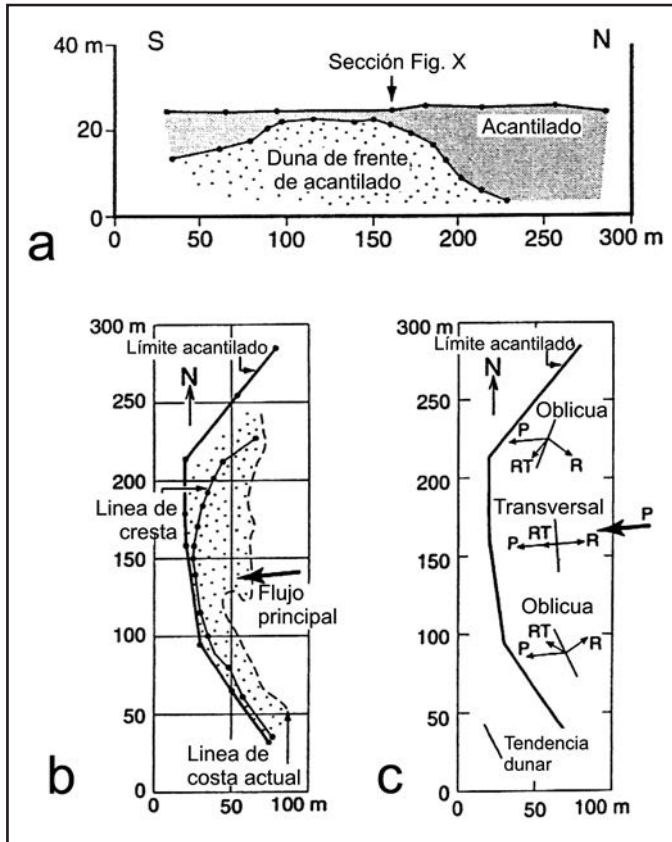 40 m
S
N
Sección Fig. X
20
Acantilado
Duna de frente
de acantilado
0
0
50
100
150
200
250
300 m
a
300 m
Límite acantilado
N
250
200
Linea de
cresta
150
Flujo
principal
100
50
Linea de
costa actual
0
0
50
100 m
b
300 m
Límite acantilado
N
250
Oblicua
P
RT
R
200
Transversal
P
RT
P
R
150
Oblicua
RT
R
P
100
50
Tendencia
dunar
0
0
50
100 m
c